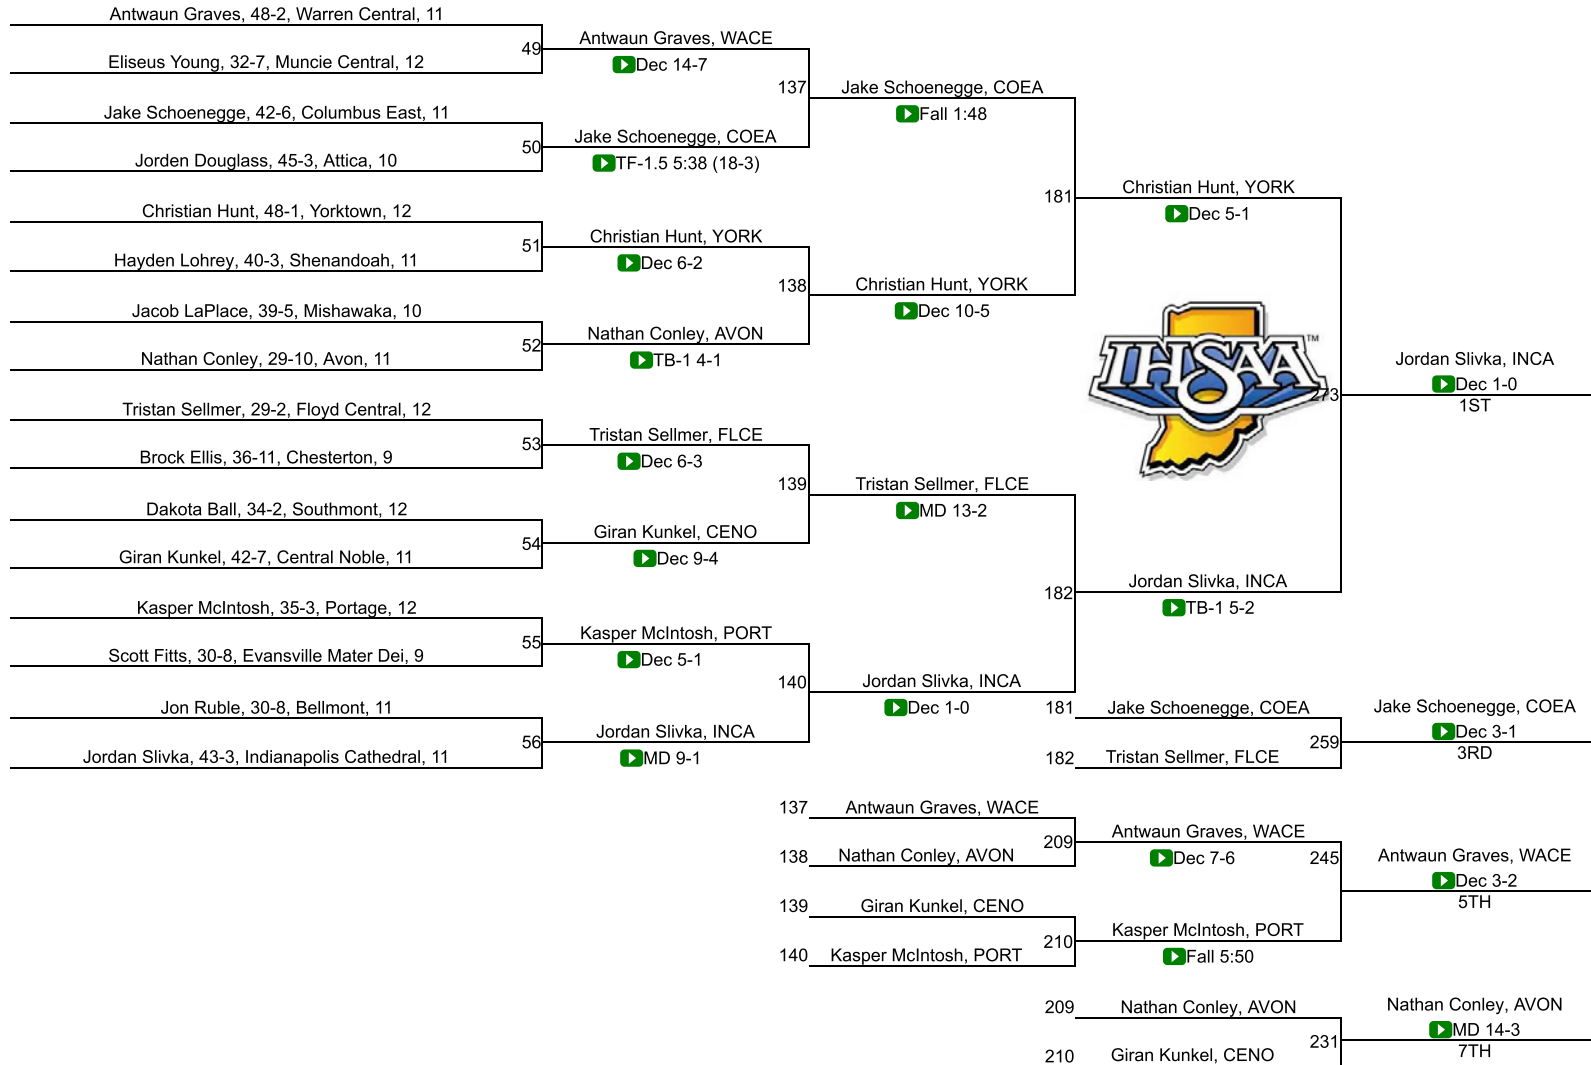 Antwaun Graves, 48-2, Warren Central, 11
Eliseus Young, 32-7, Muncie Central, 12
49
Antwaun Graves, WACE
Dec 14-7
Jake Schoenegge, 42-6, Columbus East, 11
Jorden Douglass, 45-3, Attica, 10
50
Jake Schoenegge, COEA
TF-1.5 5:38 (18-3)
137
Jake Schoenegge, COEA
Fall 1:48
Christian Hunt, 48-1, Yorktown, 12
Hayden Lohrey, 40-3, Shenandoah, 11
51
Christian Hunt, YORK
Dec 6-2
Jacob LaPlace, 39-5, Mishawaka, 10
Nathan Conley, 29-10, Avon, 11
52
Nathan Conley, AVON
TB-1 4-1
138
Christian Hunt, YORK
Dec 10-5
181
Christian Hunt, YORK
Dec 5-1
Tristan Sellmer, 29-2, Floyd Central, 12
Brock Ellis, 36-11, Chesterton, 9
53
Tristan Sellmer, FLCE
Dec 6-3
Dakota Ball, 34-2, Southmont, 12
Giran Kunkel, 42-7, Central Noble, 11
54
Giran Kunkel, CENO
Dec 9-4
139
Tristan Sellmer, FLCE
MD 13-2
Kasper McIntosh, 35-3, Portage, 12
Scott Fitts, 30-8, Evansville Mater Dei, 9
55
Kasper McIntosh, PORT
Dec 5-1
Jon Ruble, 30-8, Bellmont, 11
Jordan Slivka, 43-3, Indianapolis Cathedral, 11
56
Jordan Slivka, INCA
MD 9-1
140
Jordan Slivka, INCA
Dec 1-0
182
Jordan Slivka, INCA
TB-1 5-2
IHSAA™
273
Jordan Slivka, INCA
Dec 1-0
1ST
181
Jake Schoenegge, COEA
182
Tristan Sellmer, FLCE
259
Jake Schoenegge, COEA
Dec 3-1
3RD
137
Antwaun Graves, WACE
138
Nathan Conley, AVON
209
Antwaun Graves, WACE
Dec 7-6
139
Giran Kunkel, CENO
140
Kasper McIntosh, PORT
210
Kasper McIntosh, PORT
Fall 5:50
245
Antwaun Graves, WACE
Dec 3-2
5TH
209
Nathan Conley, AVON
210
Giran Kunkel, CENO
231
Nathan Conley, AVON
MD 14-3
7TH